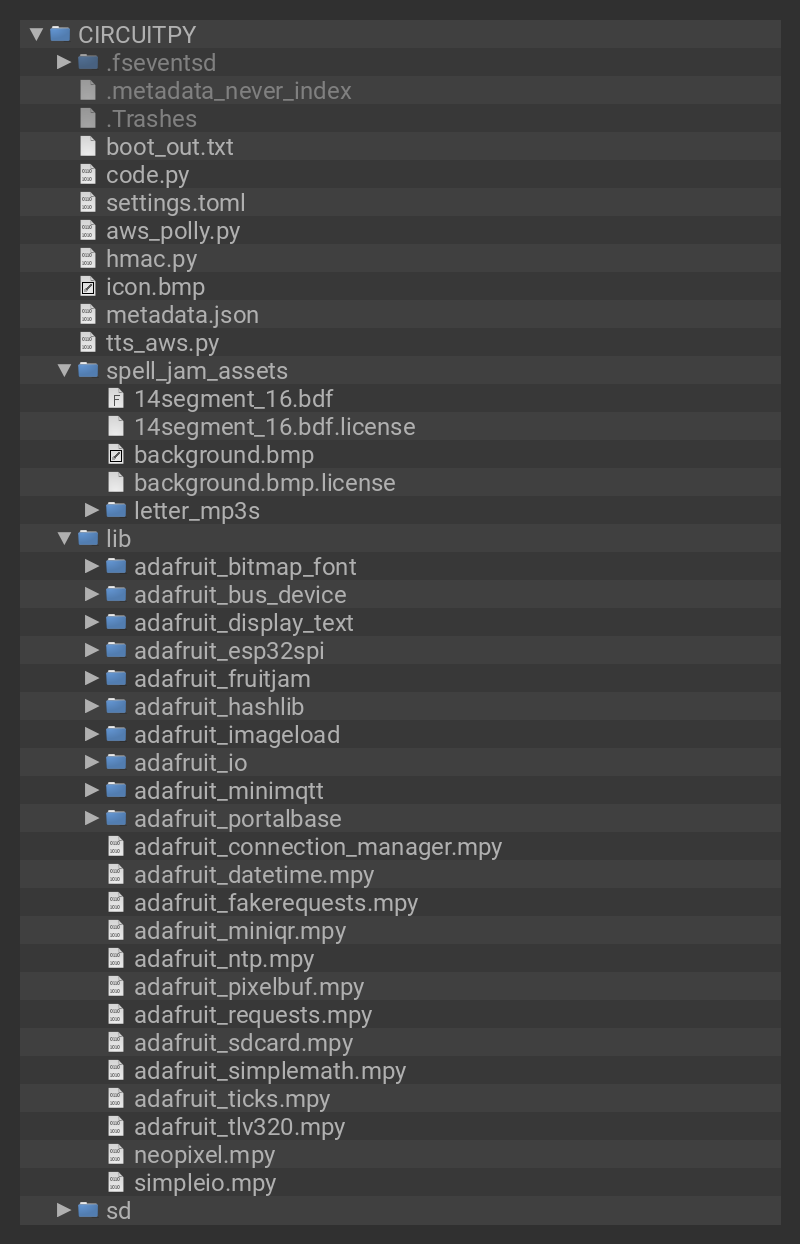 CIRCUITPY
.fseventsd
.metadata_never_index
.Trashes
boot_out.txt
code.py
settings.toml
aws_polly.py
hmac.py
icon.bmp
metadata.json
tts_aws.py
spell_jam_assets
14segment_16.bdf
14segment_16.bdf.license
background.bmp
background.bmp.license
letter_mp3s
lib
adafruit_bitmap_font
adafruit_bus_device
adafruit_display_text
adafruit_esp32spi
adafruit_fruitjam
adafruit_hashlib
adafruit_imageload
adafruit_io
adafruit_minimqtt
adafruit_portalbase
adafruit_connection_manager.mpy
adafruit_datetime.mpy
adafruit_fakerequests.mpy
adafruit_miniqr.mpy
adafruit_ntp.mpy
adafruit_pixelbuf.mpy
adafruit_requests.mpy
adafruit_sdcard.mpy
adafruit_simplemath.mpy
adafruit_ticks.mpy
adafruit_tlv320.mpy
neopixel.mpy
simpleio.mpy
sd